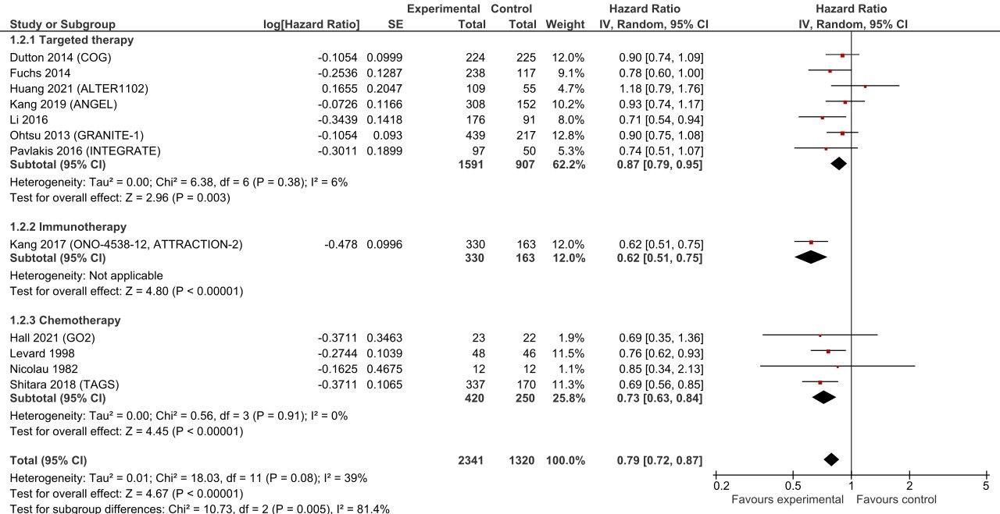 Experimental Control Hazard Ratio Hazard Ratio
Study or Subgroup log[Hazard Ratio] SE Total Total Weight IV, Random, 95% CI IV, Random, 95% CI
1.2.1 Targeted therapy
Dutton 2014 (COG) -0.1054 0.0999 224 225 12.0% 0.90 [0.74, 1.09]
Fuchs 2014 -0.2536 0.1287 238 117 9.1% 0.78 [0.60, 1.00]
Huang 2021 (ALTER1102) 0.1655 0.2047 109 55 4.7% 1.18 [0.79, 1.76]
Kang 2019 (ANGEL) -0.0726 0.1166 308 152 10.2% 0.93 [0.74, 1.17]
Li 2016 -0.3439 0.1418 176 91 8.0% 0.71 [0.54, 0.94]
Ohtsu 2013 (GRANITE-1) -0.1054 0.093 439 217 12.8% 0.90 [0.75, 1.08]
Pavlakis 2016 (INTEGRATE) -0.3011 0.1899 97 50 5.3% 0.74 [0.51, 1.07]
Subtotal (95% CI) 1591 907 62.2% 0.87 [0.79, 0.95]
Heterogeneity: Tau² = 0.00; Chi² = 6.38, df = 6 (P = 0.38); I² = 6%
Test for overall effect: Z = 2.96 (P = 0.003)
1.2.2 Immunotherapy
Kang 2017 (ONO-4538-12, ATTRACTION-2) -0.478 0.0996 330 163 12.0% 0.62 [0.51, 0.75]
Subtotal (95% CI) 330 163 12.0% 0.62 [0.51, 0.75]
Heterogeneity: Not applicable
Test for overall effect: Z = 4.80 (P < 0.00001)
1.2.3 Chemotherapy
Hall 2021 (GO2) -0.3711 0.3463 23 22 1.9% 0.69 [0.35, 1.36]
Levard 1998 -0.2744 0.1039 48 46 11.5% 0.76 [0.62, 0.93]
Nicolau 1982 -0.1625 0.4675 12 12 1.1% 0.85 [0.34, 2.13]
Shitara 2018 (TAGS) -0.3711 0.1065 337 170 11.3% 0.69 [0.56, 0.85]
Subtotal (95% CI) 420 250 25.8% 0.73 [0.63, 0.84]
Heterogeneity: Tau² = 0.00; Chi² = 0.56, df = 3 (P = 0.91); I² = 0%
Test for overall effect: Z = 4.45 (P < 0.00001)
Total (95% CI) 2341 1320 100.0% 0.79 [0.72, 0.87]
Heterogeneity: Tau² = 0.01; Chi² = 18.03, df = 11 (P = 0.08); I² = 39%
Test for overall effect: Z = 4.67 (P < 0.00001)
Test for subgroup differences: Chi² = 10.73, df = 2 (P = 0.005), I² = 81.4%
0.2 0.5 1 2 5
Favours experimental Favours control